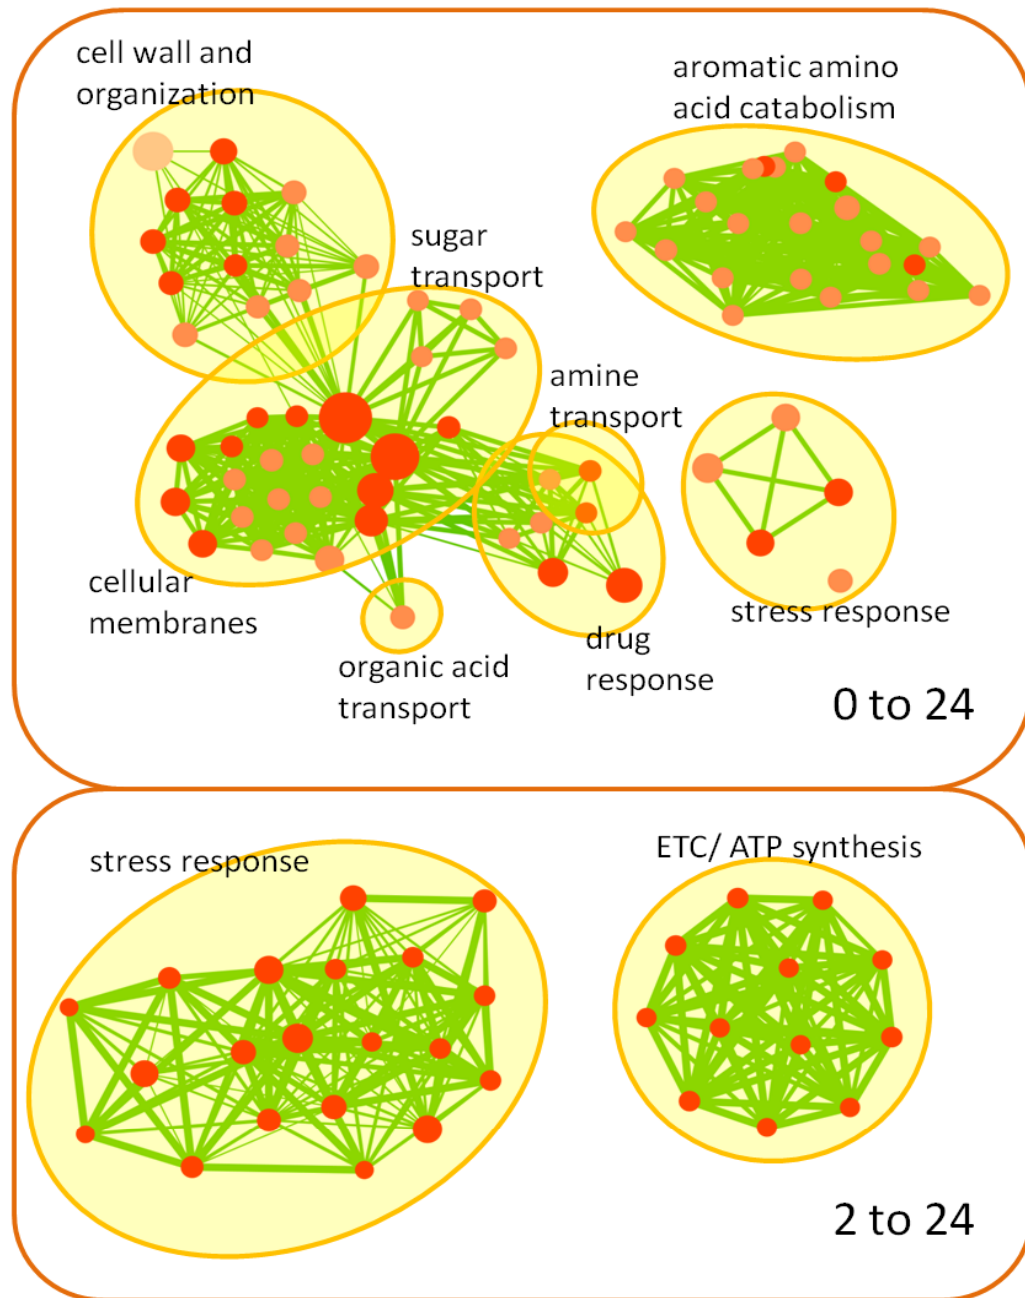 cell wall and
organization
aromatic amino
acid catabolism
sugar
transport
amine
transport
cellular
membranes
stress response
organic acid
transport
drug
response
0 to 24
stress response
ETC/ ATP synthesis
2 to 24